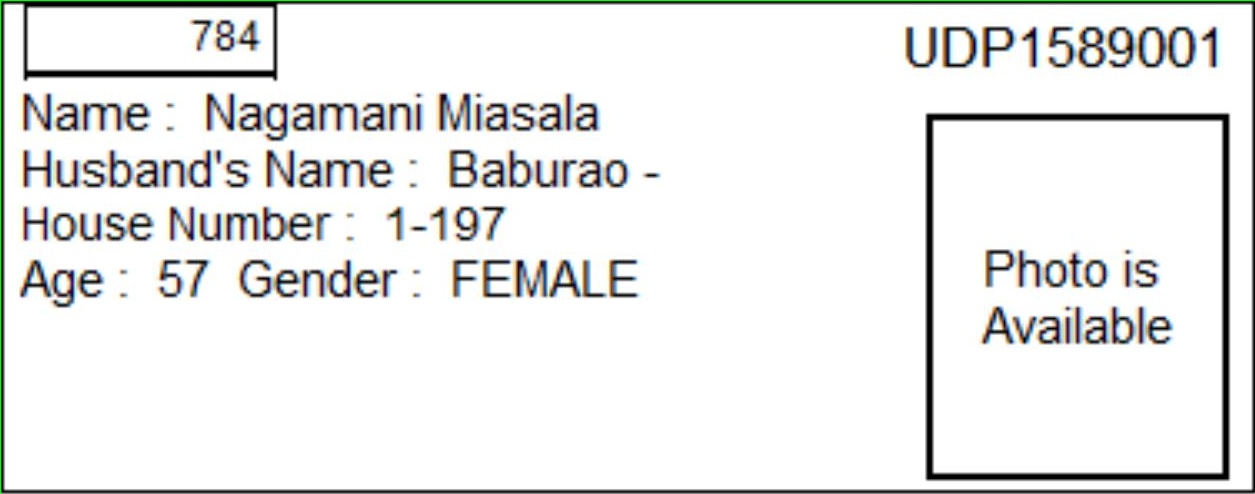 784
UDP1589001
Name : Nagamani Miasala
Husband's Name : Baburao -
House Number : 1-197
Age : 57 Gender : FEMALE
Photo is
Available